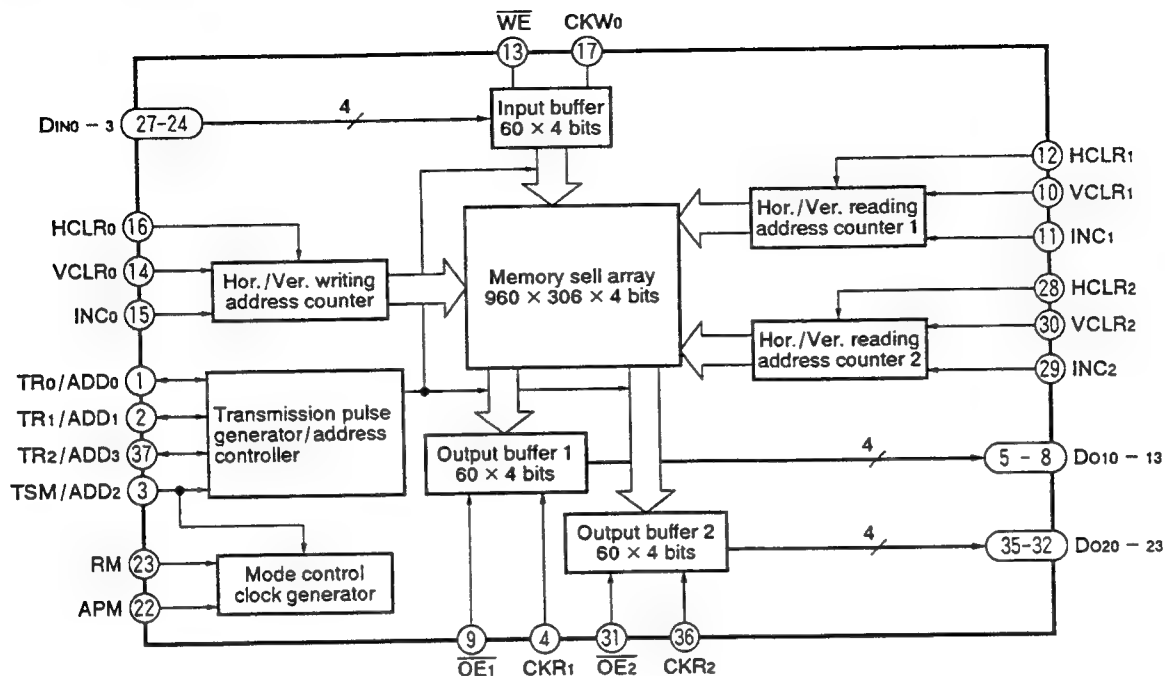 WE CKW0
13 17
Input buffer
60 × 4 bits
DIN0 – 3 27–24 4
12 HCLR1
10 VCLR1
11 INC1
Hor./Ver. reading
address counter 1
HCLR0 16
VCLR0 14
INC0 15
Hor./Ver. writing
address counter
Memory sell array
960 × 306 × 4 bits
28 HCLR2
30 VCLR2
29 INC2
Hor./Ver. reading
address counter 2
TR0/ADD0 1
TR1/ADD1 2
TR2/ADD3 37
TSM/ADD2 3
Transmission pulse
generator/address
controller
Output buffer 1
60 × 4 bits
4 5 – 8 DO10 – 13
Output buffer 2
60 × 4 bits
4 35–32 DO20 – 23
RM 23
APM 22
Mode control
clock generator
9 4 31 36
OE1 CKR1 OE2 CKR2